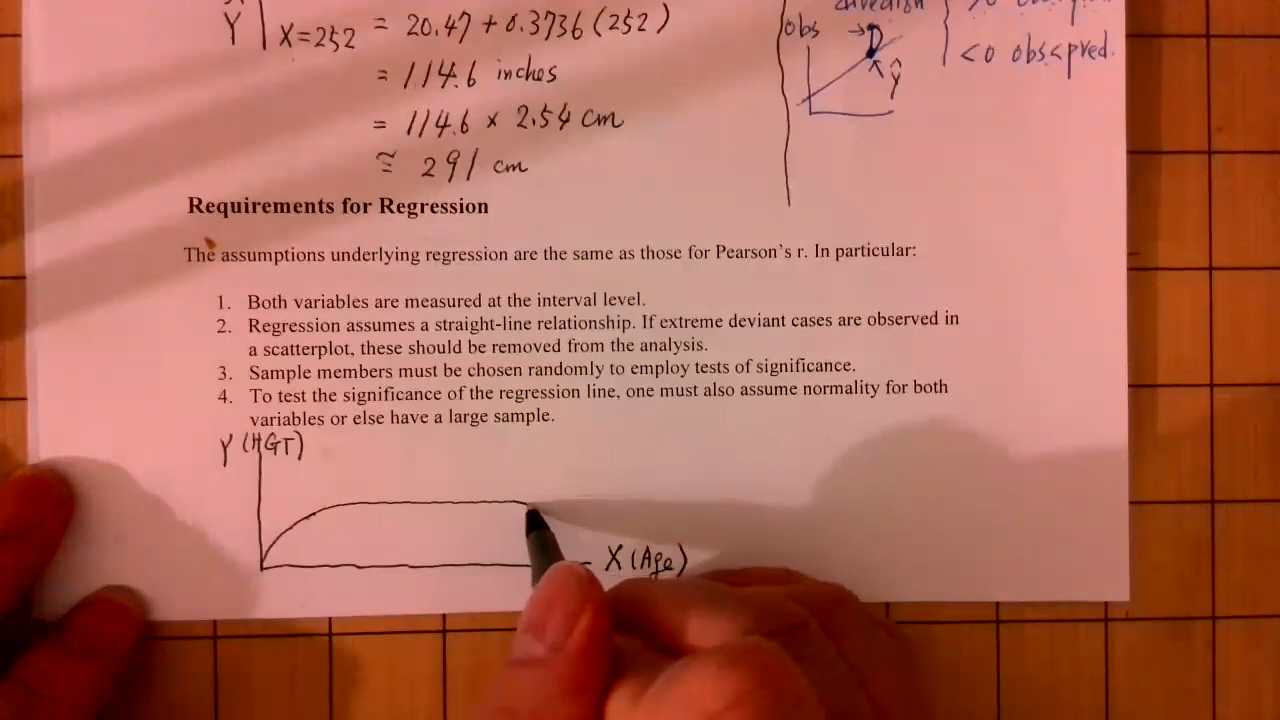 Ŷ | X=252 = 20.47 + 0.3736 (252)
= 114.6 inches
= 114.6 × 2.54 cm
≅ 291 cm
obs → D
Ŷ
<0 obs<pred.
Requirements for Regression
The assumptions underlying regression are the same as those for Pearson's r. In particular:
1. Both variables are measured at the interval level.
2. Regression assumes a straight-line relationship. If extreme deviant cases are observed in
a scatterplot, these should be removed from the analysis.
3. Sample members must be chosen randomly to employ tests of significance.
4. To test the significance of the regression line, one must also assume normality for both
variables or else have a large sample.
Y (HGT)
X (Age)